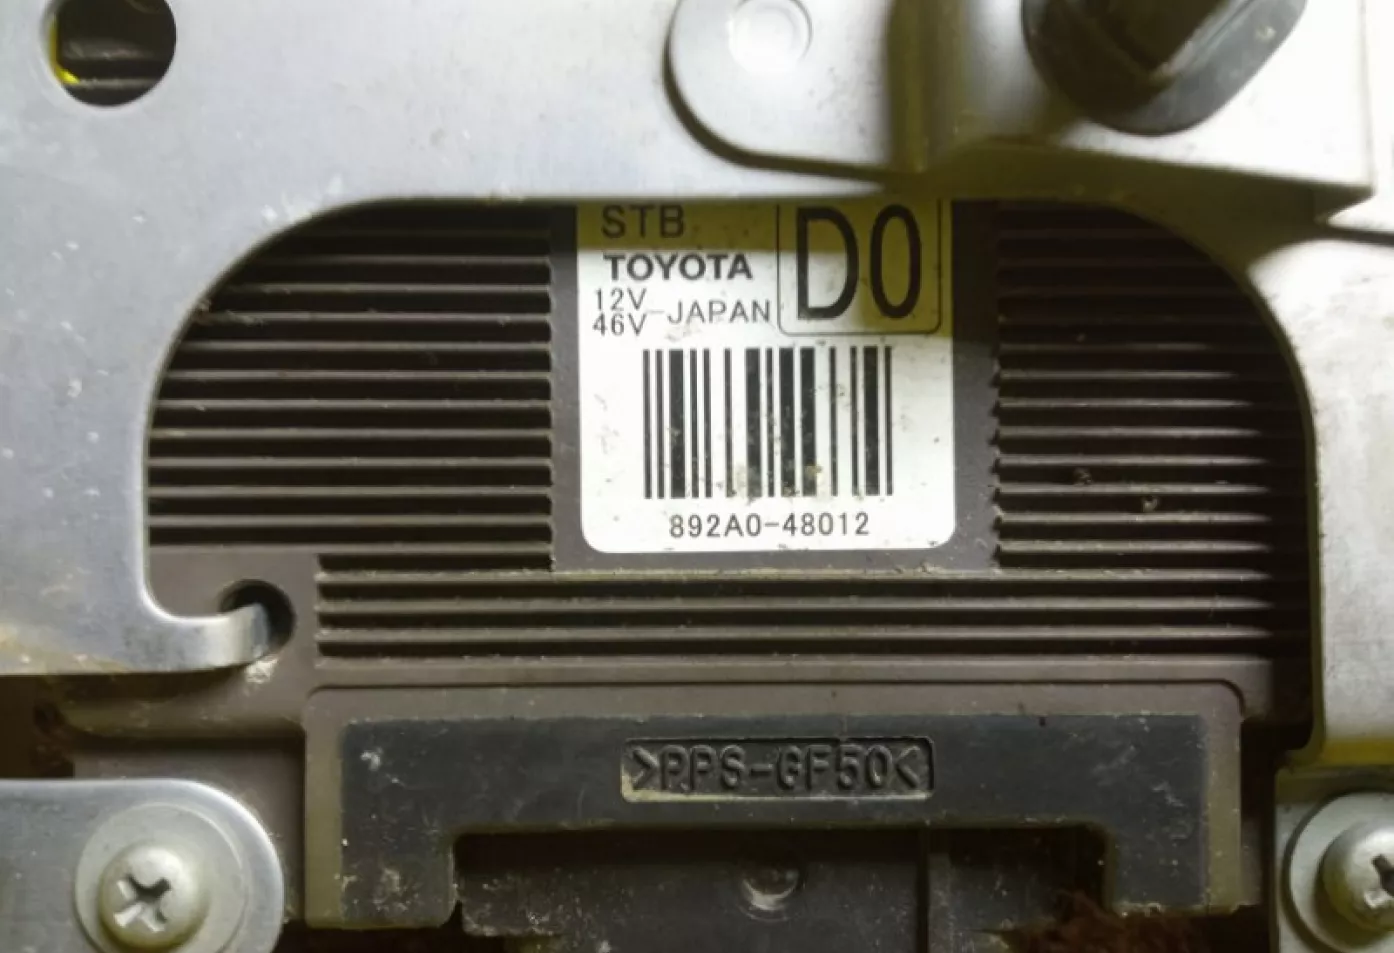 STB
TOYOTA
D0
12V
46V-JAPAN
892A0-48012
>PPS-GF50<